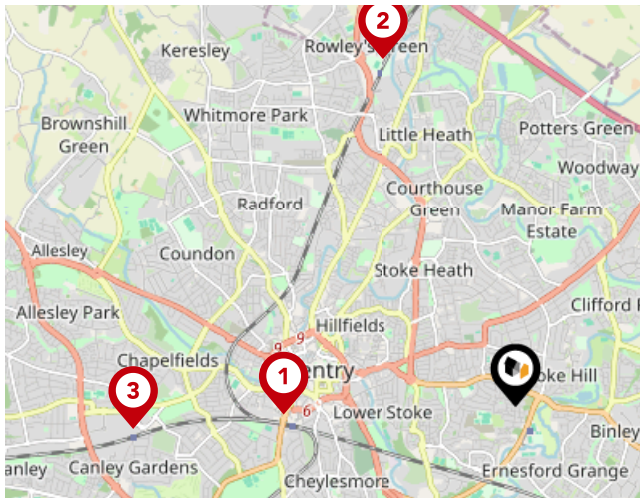 2
Rowley's Green
Keresley
Whitmore Park
Little Heath
Potters Green
Brownshill
Green
Woodway
Courthouse
Green
Radford
Manor Farm
Estate
Allesley
Coundon
Stoke Heath
Clifford P
Allesley Park
Hillfields
9
9
Chapelfields
entry
oke Hill
1
3
6
Lower Stoke
Binley
anley
Canley Gardens
Ernesford Grange
Cheylesmore